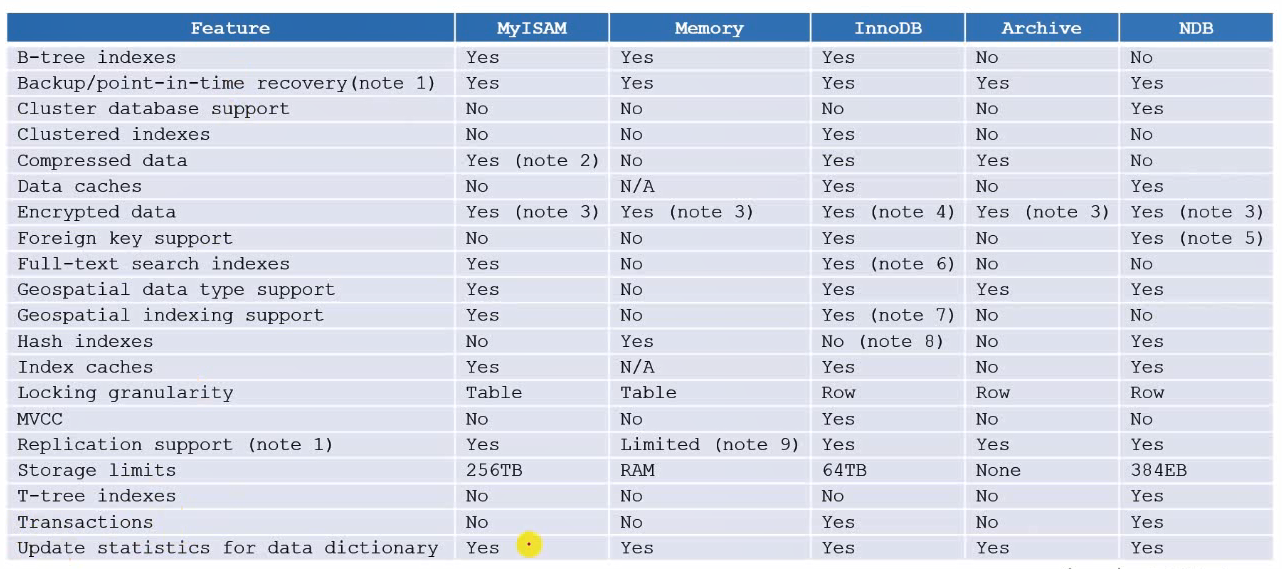 Feature MyISAM Memory InnoDB Archive NDB
B-tree indexes Yes Yes Yes No No
Backup/point-in-time recovery(note 1) Yes Yes Yes Yes Yes
Cluster database support No No No No Yes
Clustered indexes No No Yes No No
Compressed data Yes (note 2) No Yes Yes No
Data caches No N/A Yes No Yes
Encrypted data Yes (note 3) Yes (note 3) Yes (note 4) Yes (note 3) Yes (note 3)
Foreign key support No No Yes No Yes (note 5)
Full-text search indexes Yes No Yes (note 6) No No
Geospatial data type support Yes No Yes Yes Yes
Geospatial indexing support Yes No Yes (note 7) No No
Hash indexes No Yes No (note 8) No Yes
Index caches Yes N/A Yes No Yes
Locking granularity Table Table Row Row Row
MVCC No No Yes No No
Replication support (note 1) Yes Limited (note 9) Yes Yes Yes
Storage limits 256TB RAM 64TB None 384EB
T-tree indexes No No No No Yes
Transactions No No Yes No Yes
Update statistics for data dictionary Yes Yes Yes Yes Yes